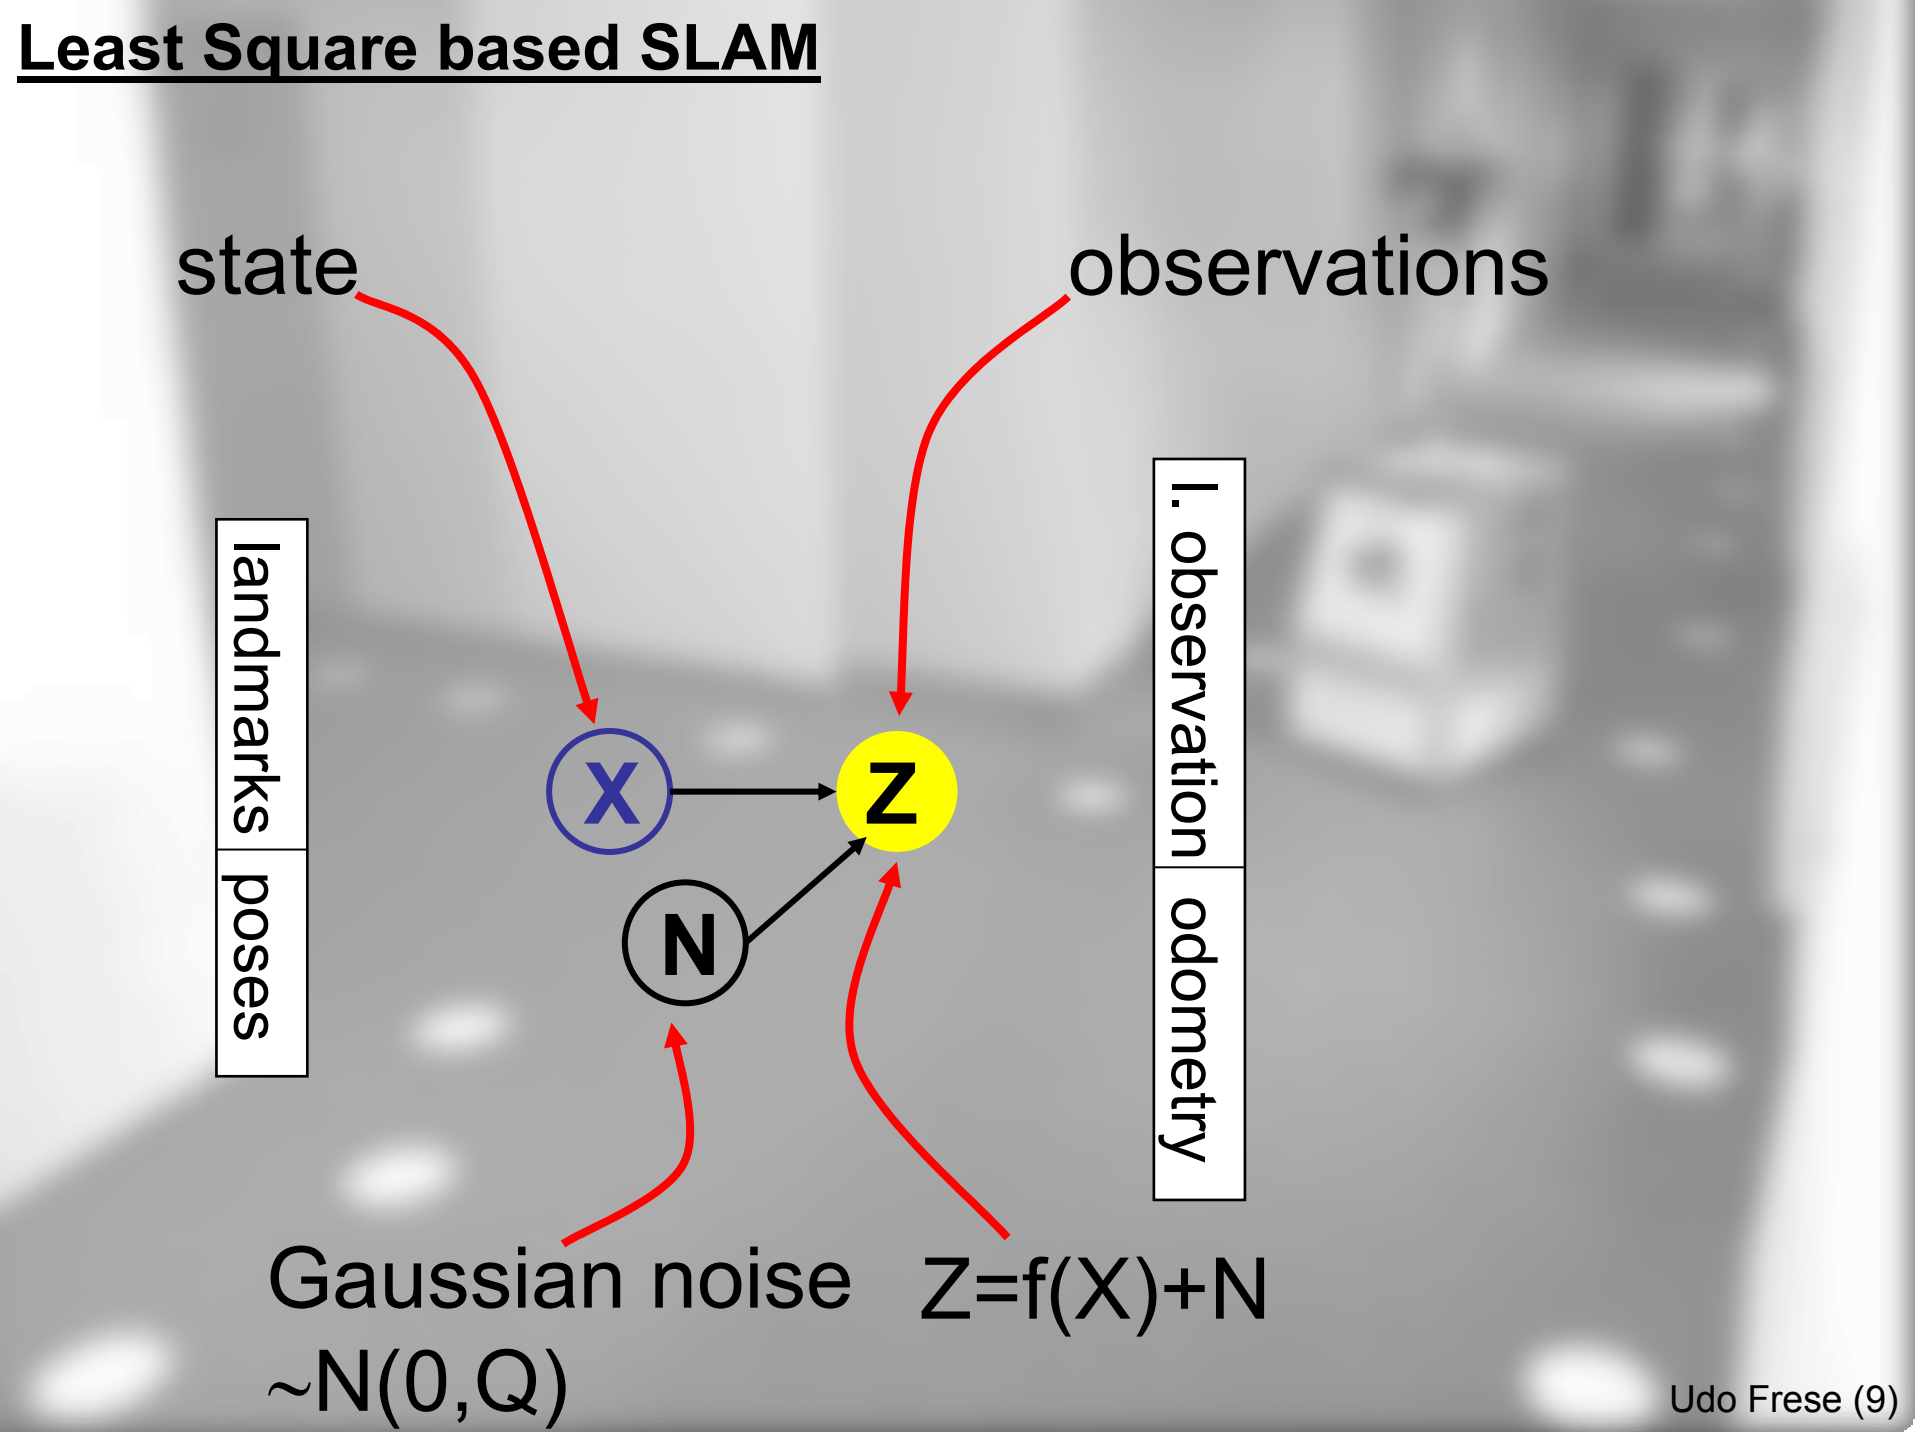 Least Square based SLAM
state
observations
landmarks poses
l. observation odometry
X
Z
N
Gaussian noise
~N(0,Q)
Z=f(X)+N
Udo Frese (9)